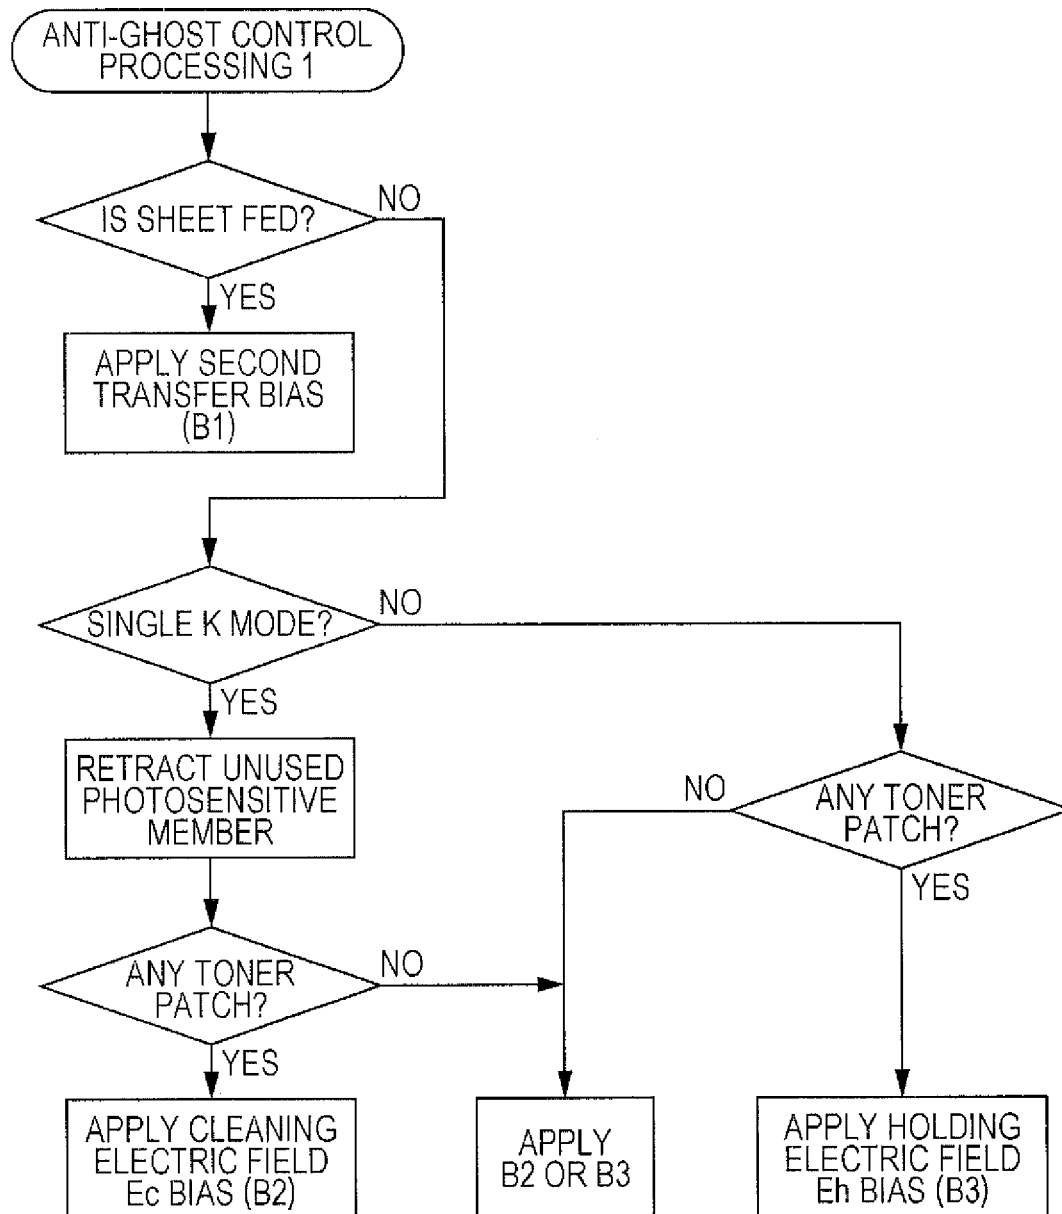 ANTI-GHOST CONTROL
PROCESSING 1
IS SHEET FED?
NO
YES
APPLY SECOND
TRANSFER BIAS
(B1)
SINGLE K MODE?
NO
YES
RETRACT UNUSED
PHOTOSENSITIVE
MEMBER
NO
ANY TONER
PATCH?
YES
ANY TONER
PATCH?
NO
YES
APPLY CLEANING
ELECTRIC FIELD
Ec BIAS (B2)
APPLY
B2 OR B3
APPLY HOLDING
ELECTRIC FIELD
Eh BIAS (B3)